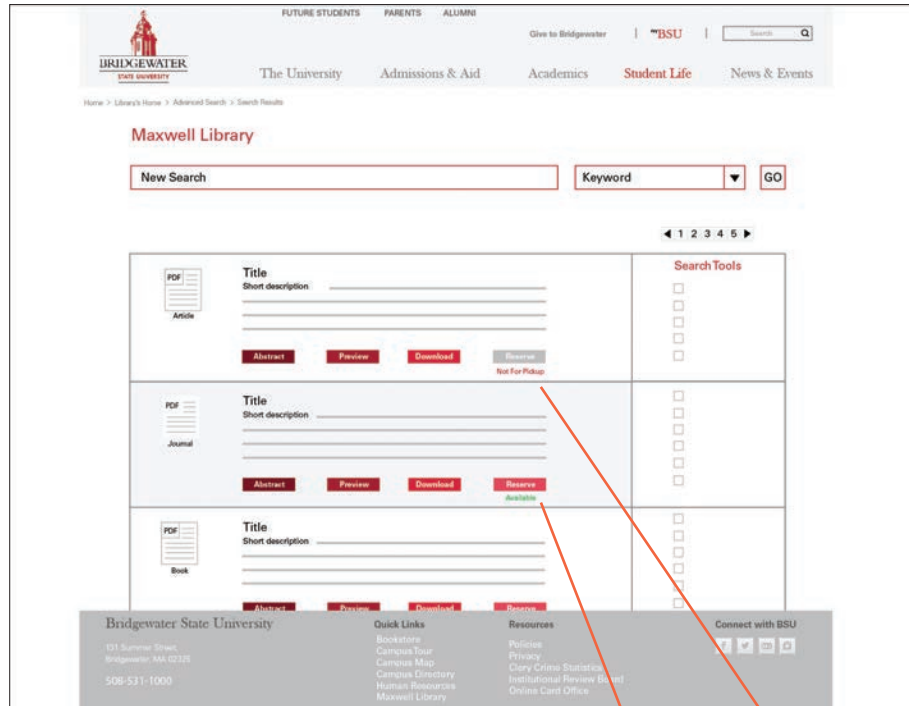 FUTURE STUDENTS PARENTS ALUMNI
Give to Bridgewater | myBSU | Search
BRIDGEWATER
STATE UNIVERSITY
The University Admissions & Aid Academics Student Life News & Events
Home > Library's Home > Advanced Search > Search Results
Maxwell Library
New Search Keyword GO
1 2 3 4 5
Search Tools
PDF
Article
Title
Short description
Abstract Preview Download Reserve
Not For Pickup
PDF
Journal
Title
Short description
Abstract Preview Download Reserve
Available
PDF
Book
Title
Short description
Abstract Preview Download Reserve
Bridgewater State University
131 Summer Street
Bridgewater, MA 02325
508-531-1000
Quick Links
Bookstore
Campus Tour
Campus Map
Campus Directory
Human Resources
Maxwell Library
Resources
Policies
Privacy
Clery Crime Statistics
Institutional Review Board
Online Card Office
Connect with BSU